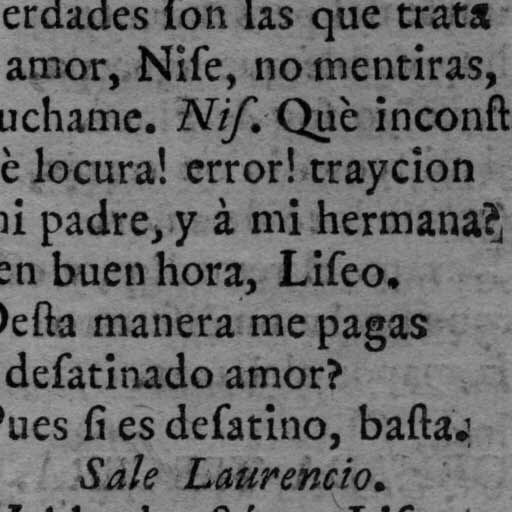 erdades ſon las que trata
amor, Niſe, no mentiras,
uchame. Niſ. Què inconſt
è locura! error! traycion
ni padre, y à mi hermana?
en buen hora, Liſeo.
Deſta manera me pagas
deſatinado amor?
Pues ſi es deſatino, baſta.
Sale Laurencio.